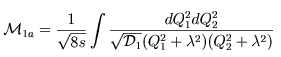 $$\mathcal{M}_{1a} = \frac{1}{\sqrt{8s}} \int \frac{dQ_1^2 dQ_2^2}{\sqrt{\mathcal{D}_1}(Q_1^2 + \lambda^2)(Q_2^2 + \lambda^2)}$$